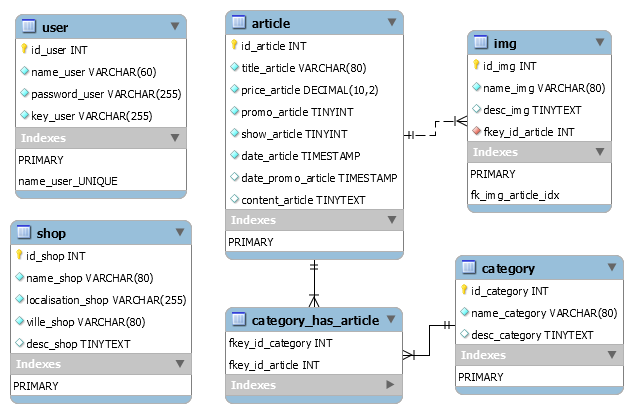 user
id_user INT
name_user VARCHAR(60)
password_user VARCHAR(255)
key_user VARCHAR(255)
Indexes
PRIMARY
name_user_UNIQUE
article
id_article INT
title_article VARCHAR(80)
price_article DECIMAL(10,2)
promo_article TINYINT
show_article TINYINT
date_article TIMESTAMP
date_promo_article TIMESTAMP
content_article TINYTEXT
Indexes
PRIMARY
img
id_img INT
name_img VARCHAR(80)
desc_img TINYTEXT
fkey_id_article INT
Indexes
PRIMARY
fk_img_article_idx
shop
id_shop INT
name_shop VARCHAR(80)
localisation_shop VARCHAR(255)
ville_shop VARCHAR(80)
desc_shop TINYTEXT
Indexes
PRIMARY
category_has_article
fkey_id_category INT
fkey_id_article INT
Indexes
category
id_category INT
name_category VARCHAR(80)
desc_category TINYTEXT
Indexes
PRIMARY